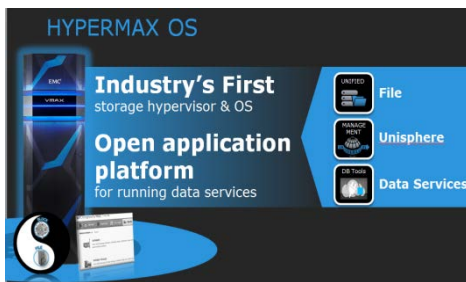 HYPERMAX OS
EMC²
VMAX
Industry's First
storage hypervisor & OS
Open application
platform
for running data services
UNIFIED
File
MANAGE
MENT
Unisphere
DB Tools
Data Services